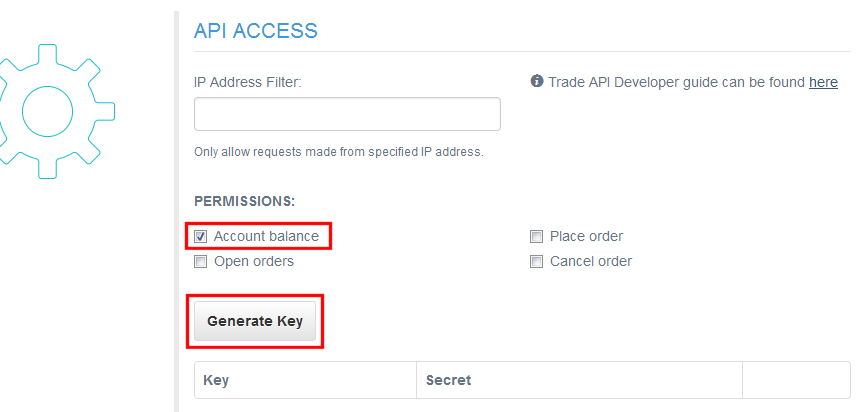 API ACCESS
IP Address Filter:
Trade API Developer guide can be found here
Only allow requests made from specified IP address.
PERMISSIONS:
Account balance
Place order
Open orders
Cancel order
Generate Key
Key
Secret